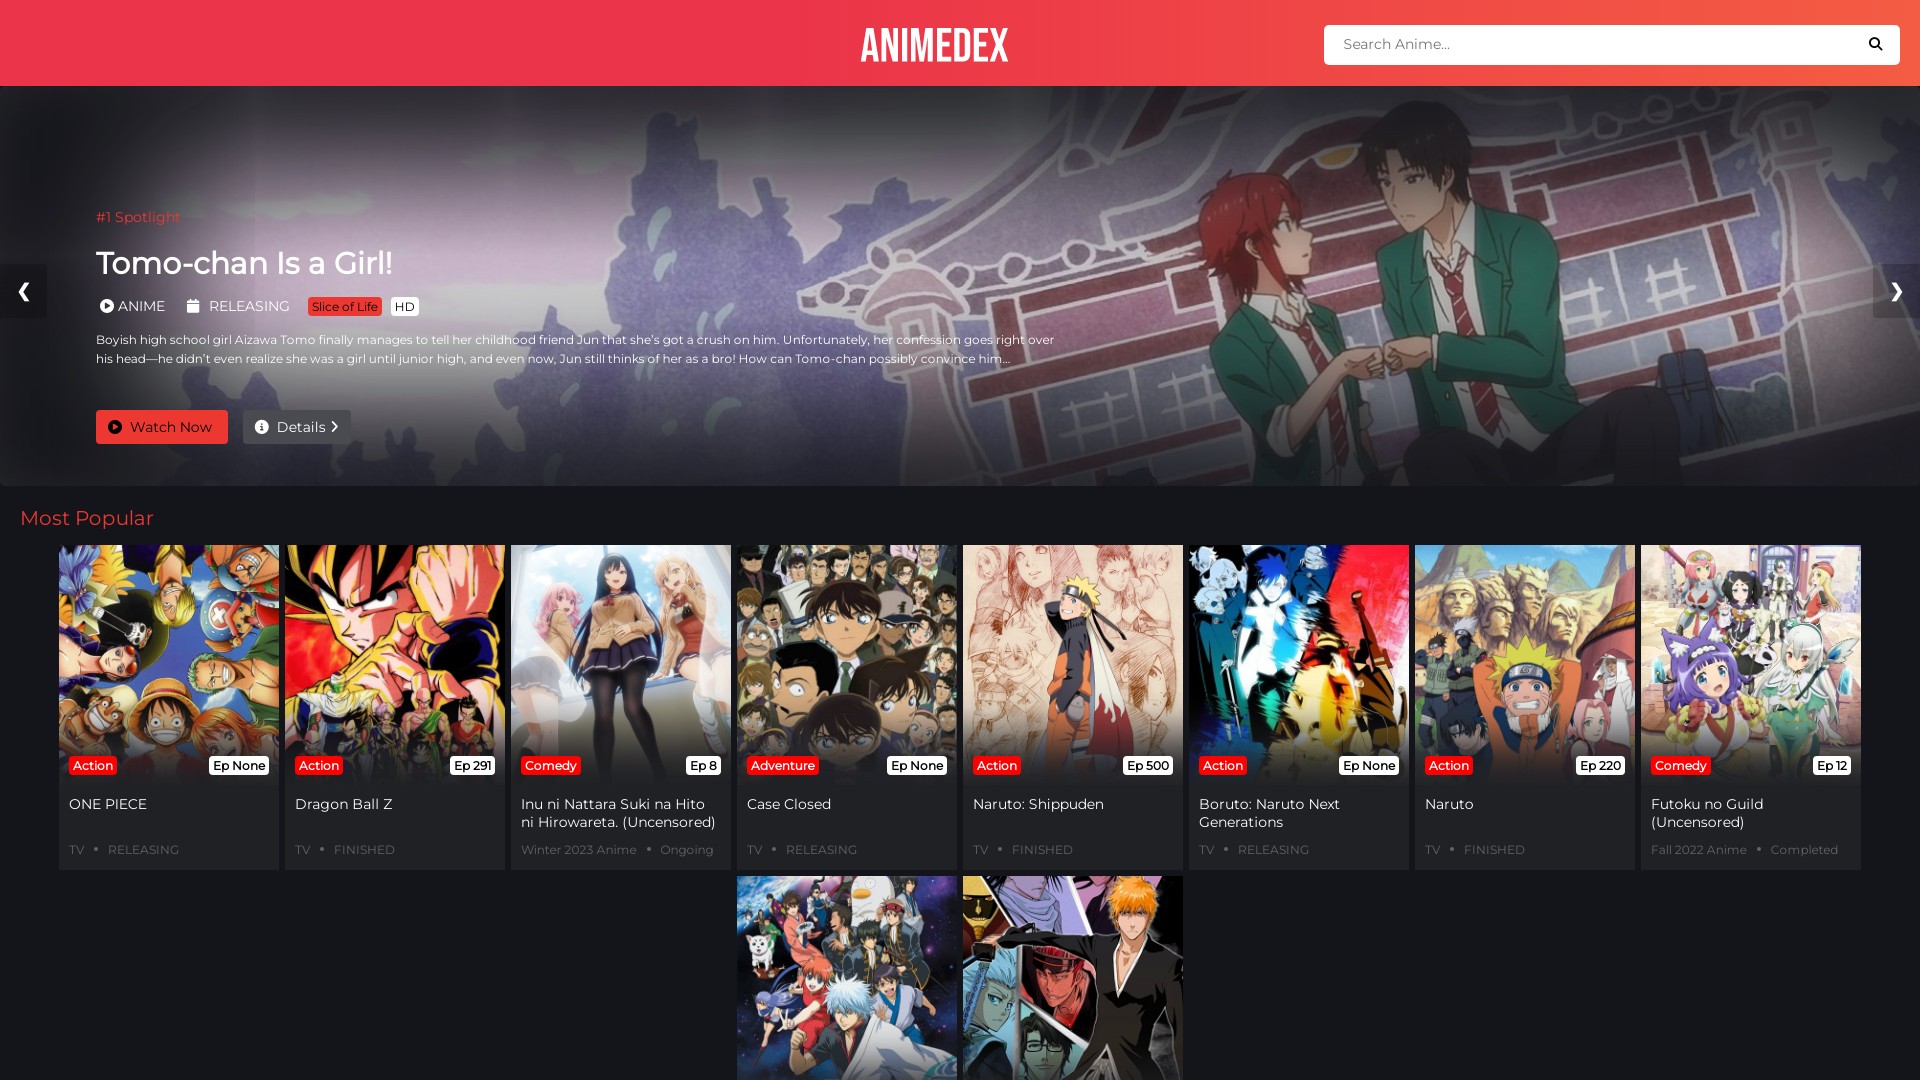 ANIMEDEX
Search Anime...
#1 Spotlight
Tomo-chan Is a Girl!
ANIME RELEASING Slice of Life HD
Boyish high school girl Aizawa Tomo finally manages to tell her childhood friend Jun that she’s got a crush on him. Unfortunately, her confession goes right over
his head—he didn’t even realize she was a girl until junior high, and even now, Jun still thinks of her as a bro! How can Tomo-chan possibly convince him...
Watch Now
Details
Most Popular
Action Ep None
ONE PIECE
TV • RELEASING
Action Ep 291
Dragon Ball Z
TV • FINISHED
Comedy Ep 8
Inu ni Nattara Suki na Hito
ni Hirowareta. (Uncensored)
Winter 2023 Anime • Ongoing
Adventure Ep None
Case Closed
TV • RELEASING
Action Ep 500
Naruto: Shippuden
TV • FINISHED
Action Ep None
Boruto: Naruto Next
Generations
TV • RELEASING
Action Ep 220
Naruto
TV • FINISHED
Comedy Ep 12
Futoku no Guild
(Uncensored)
Fall 2022 Anime • Completed